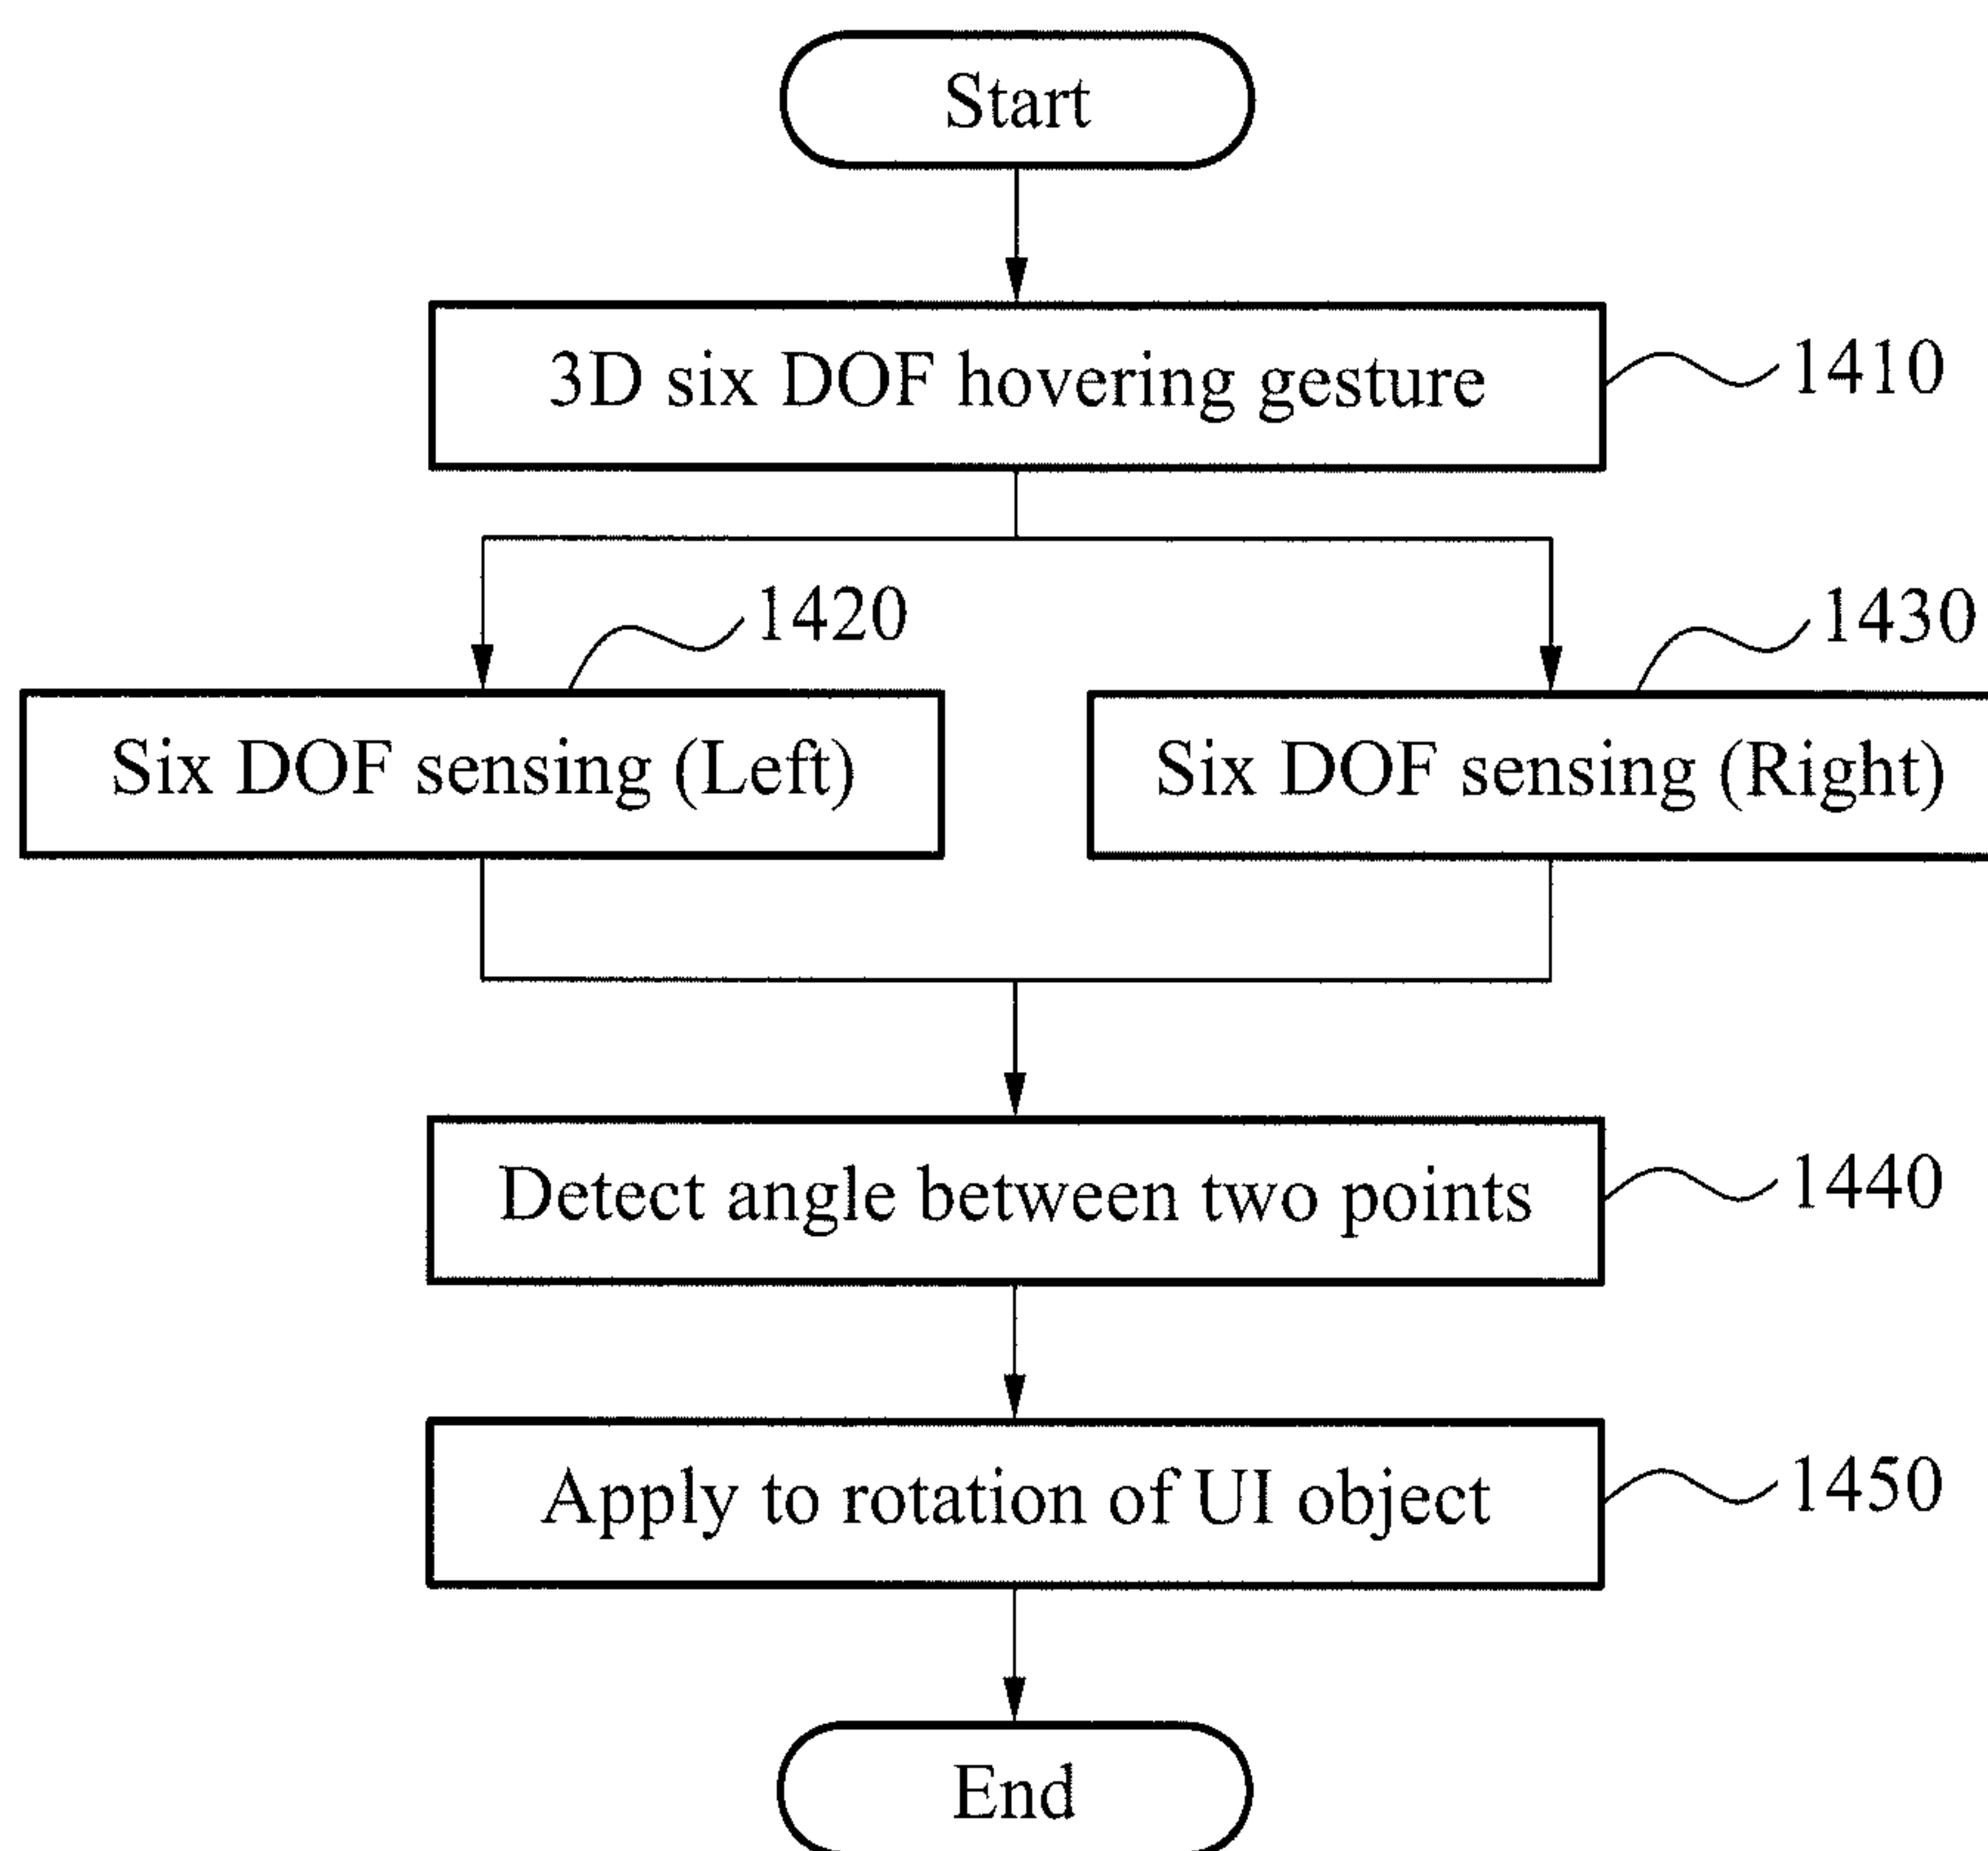 Start
3D six DOF hovering gesture
1410
1420
1430
Six DOF sensing (Left)
Six DOF sensing (Right)
Detect angle between two points
1440
Apply to rotation of UI object
1450
End